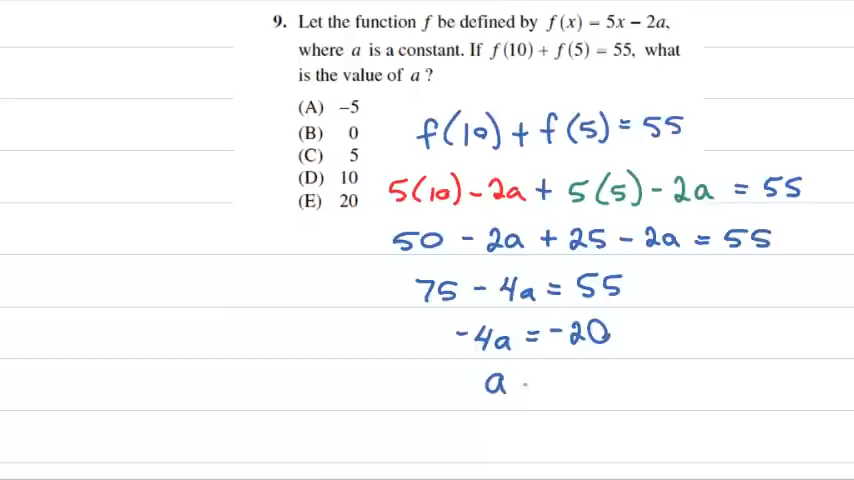 9. Let the function f be defined by f(x) = 5x − 2a,
where a is a constant. If f(10) + f(5) = 55, what
is the value of a ?
(A) −5
(B) 0
(C) 5
(D) 10
(E) 20
f(10) + f(5) = 55
5(10) - 2a + 5(5) - 2a = 55
50 - 2a + 25 - 2a = 55
75 - 4a = 55
-4a = -20
a